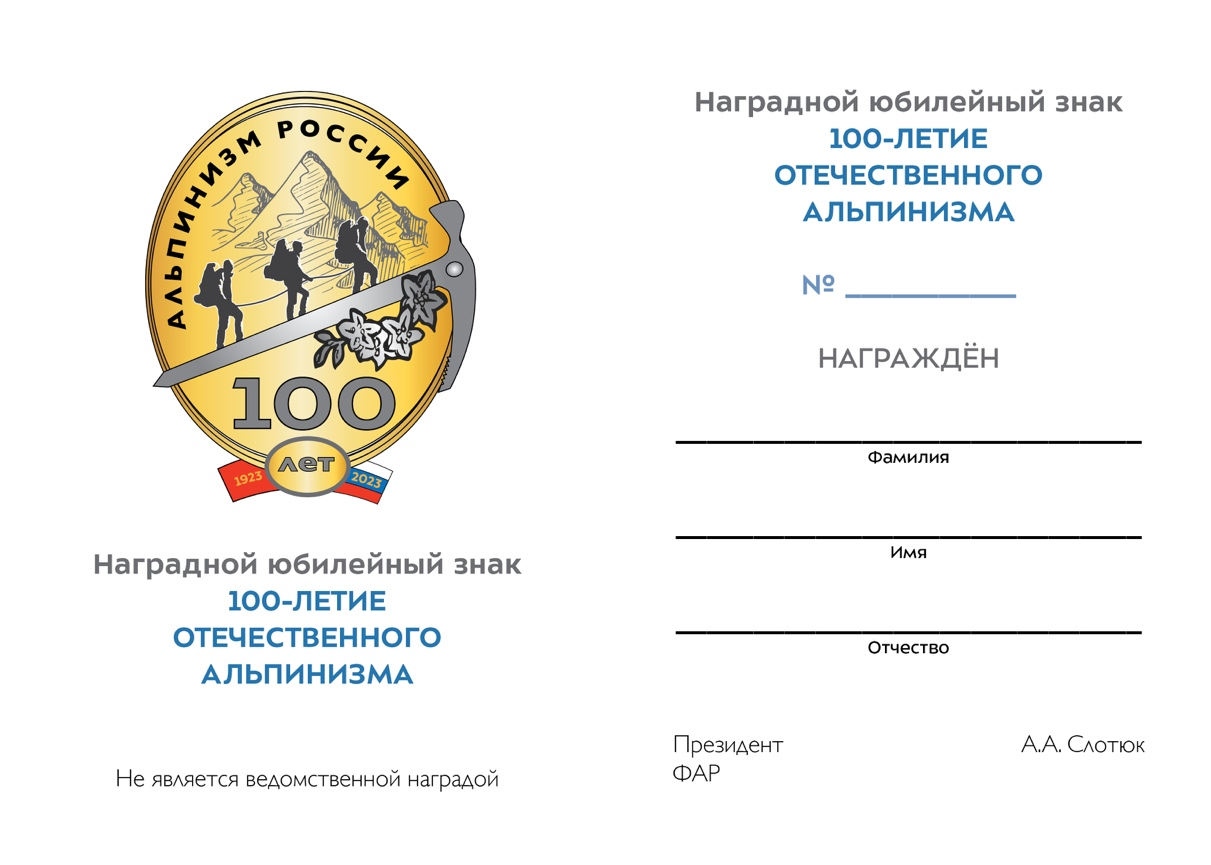 АЛЬПИНИЗМ РОССИИ
100
лет
1923
2023
Наградной юбилейный знак
100-ЛЕТИЕ
ОТЕЧЕСТВЕННОГО
АЛЬПИНИЗМА
Не является ведомственной наградой
Наградной юбилейный знак
100-ЛЕТИЕ
ОТЕЧЕСТВЕННОГО
АЛЬПИНИЗМА
№ ___________
НАГРАЖДЁН
Фамилия
Имя
Отчество
Президент А.А. Слотюк
ФАР